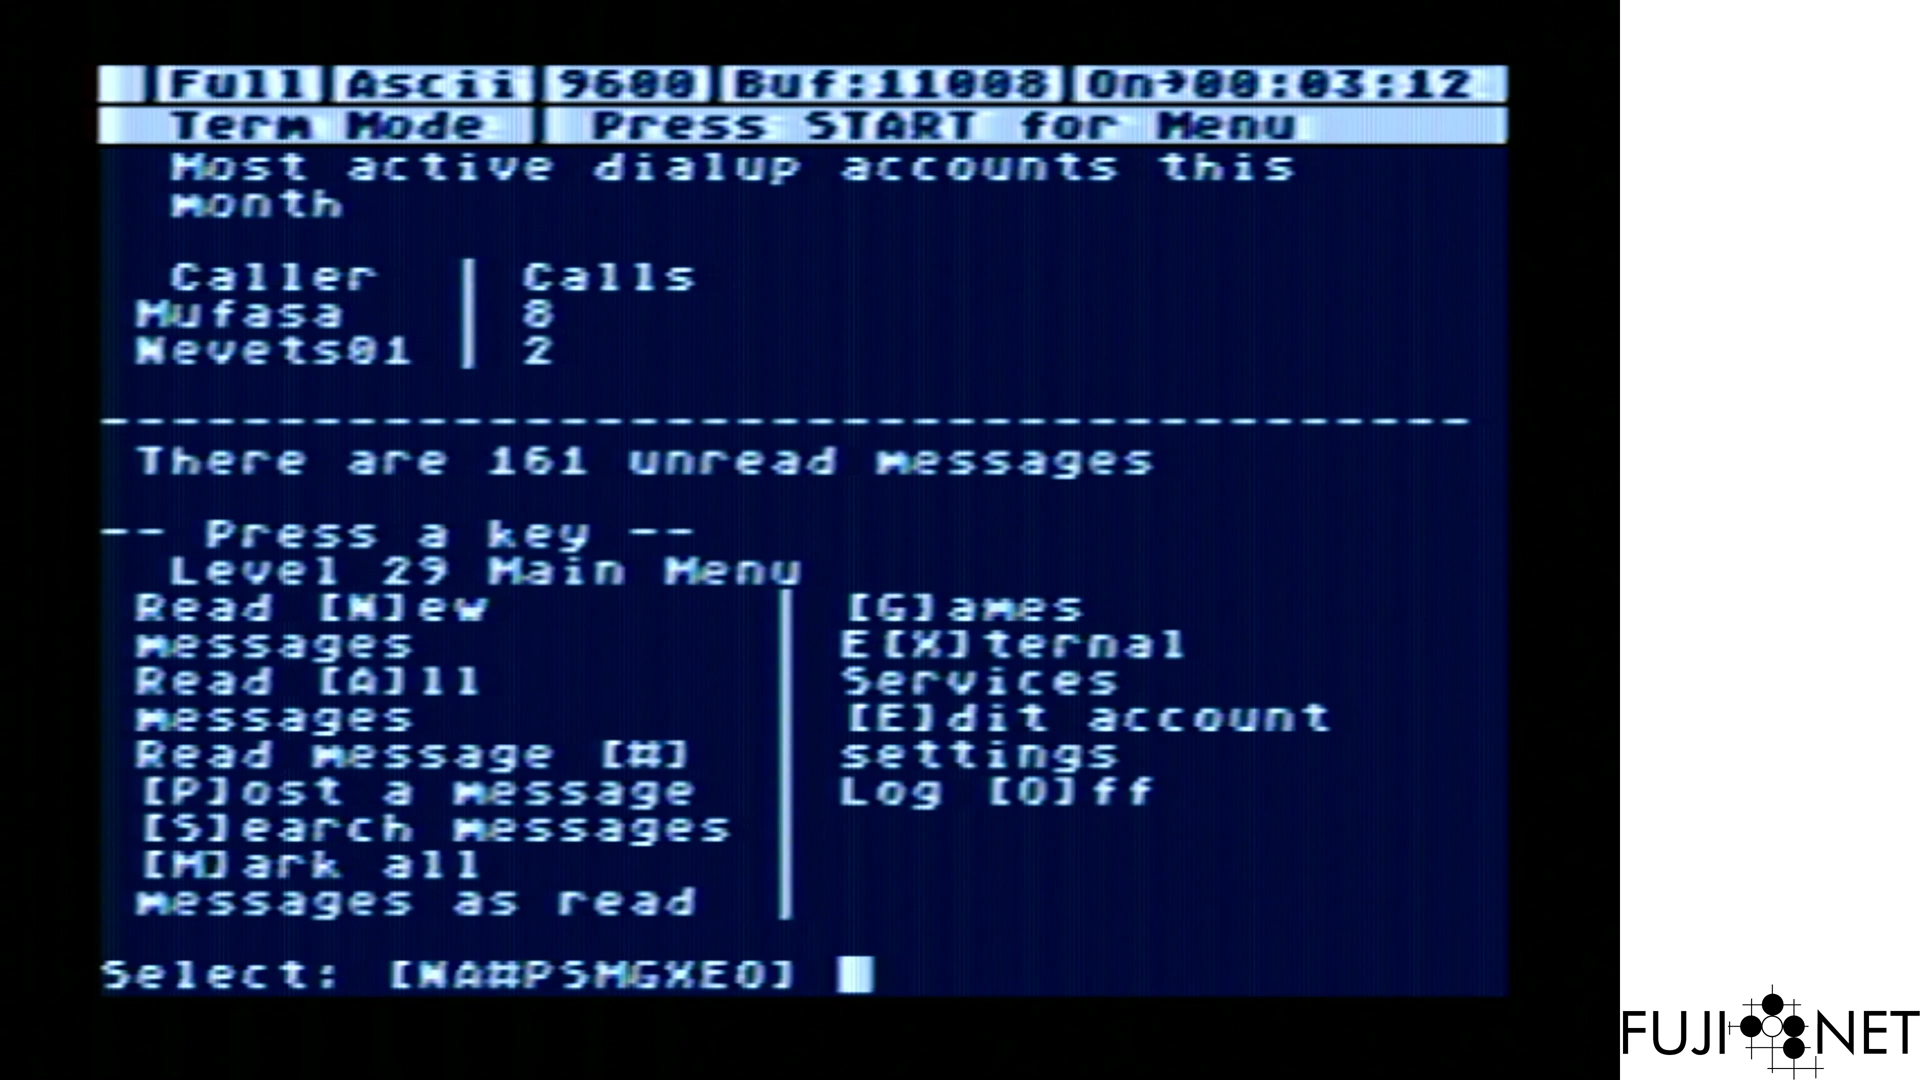 Full Ascii 9600 Buf:11008 On→00:03:12
Term Mode Press START for Menu
Most active dialup accounts this
month
Caller | Calls
Mufasa | 8
Nevets01 | 2
---------------------------------------
There are 161 unread messages
-- Press a key --
Level 29 Main Menu
Read [N]ew
messages
Read [A]ll
messages
Read message [#]
[P]ost a message
[S]earch messages
[M]ark all
messages as read
[G]ames
E[X]ternal
Services
[E]dit account
settings
Log [O]ff
Select: [NA#PSMGXEO]
FUJINET